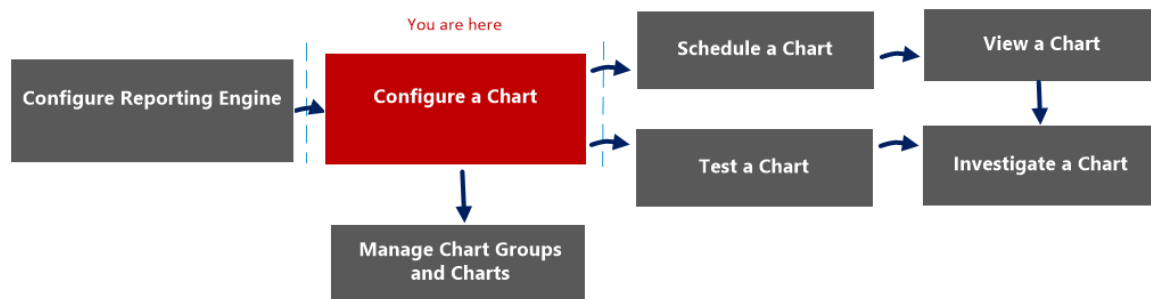 You are here
Configure Reporting Engine
Configure a Chart
Schedule a Chart
View a Chart
Test a Chart
Investigate a Chart
Manage Chart Groups
and Charts